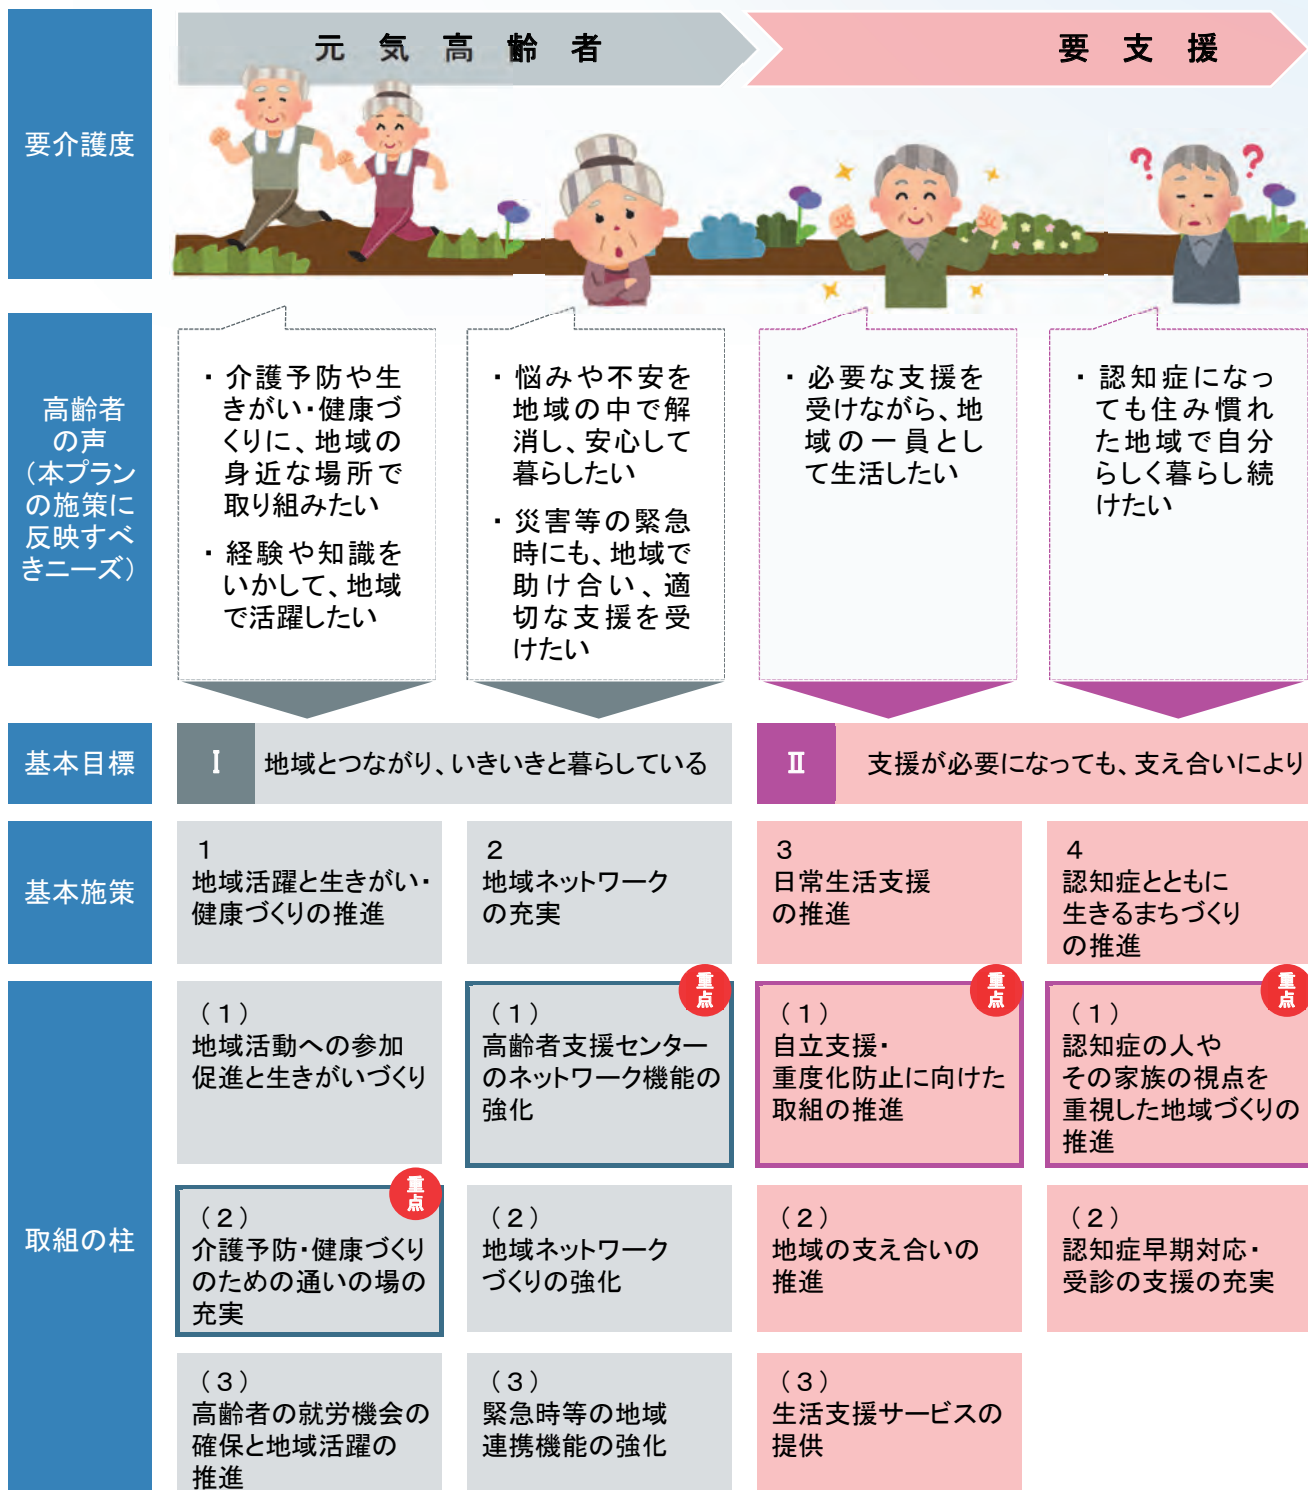 要介護度
元気高齢者
要支援
？
？
高齢者
の声
（本プラン
の施策に
反映すべ
きニーズ）
・介護予防や生
きがい・健康づ
くりに、地域の
身近な場所で
取り組みたい
・経験や知識を
いかして、地域
で活躍したい
・悩みや不安を
地域の中で解
消し、安心して
暮らしたい
・災害等の緊急
時にも、地域で
助け合い、適
切な支援を受
けたい
・必要な支援を
受けながら、地
域の一員とし
て生活したい
・認知症になっ
ても住み慣れ
た地域で自分
らしく暮らし続
けたい
基本目標
Ⅰ
地域とつながり、いきいきと暮らしている
Ⅱ
支援が必要になっても、支え合いにより
基本施策
１
地域活躍と生きがい・
健康づくりの推進
２
地域ネットワーク
の充実
３
日常生活支援
の推進
４
認知症とともに
生きるまちづくり
の推進
取組の柱
（１）
地域活動への参加
促進と生きがいづくり
重点
（１）
高齢者支援センター
のネットワーク機能の
強化
重点
（１）
自立支援・
重度化防止に向けた
取組の推進
重点
（１）
認知症の人や
その家族の視点を
重視した地域づくりの
推進
重点
（２）
介護予防・健康づくり
のための通いの場の
充実
（２）
地域ネットワーク
づくりの強化
（２）
地域の支え合いの
推進
（２）
認知症早期対応・
受診の支援の充実
（３）
高齢者の就労機会の
確保と地域活躍の
推進
（３）
緊急時等の地域
連携機能の強化
（３）
生活支援サービスの
提供